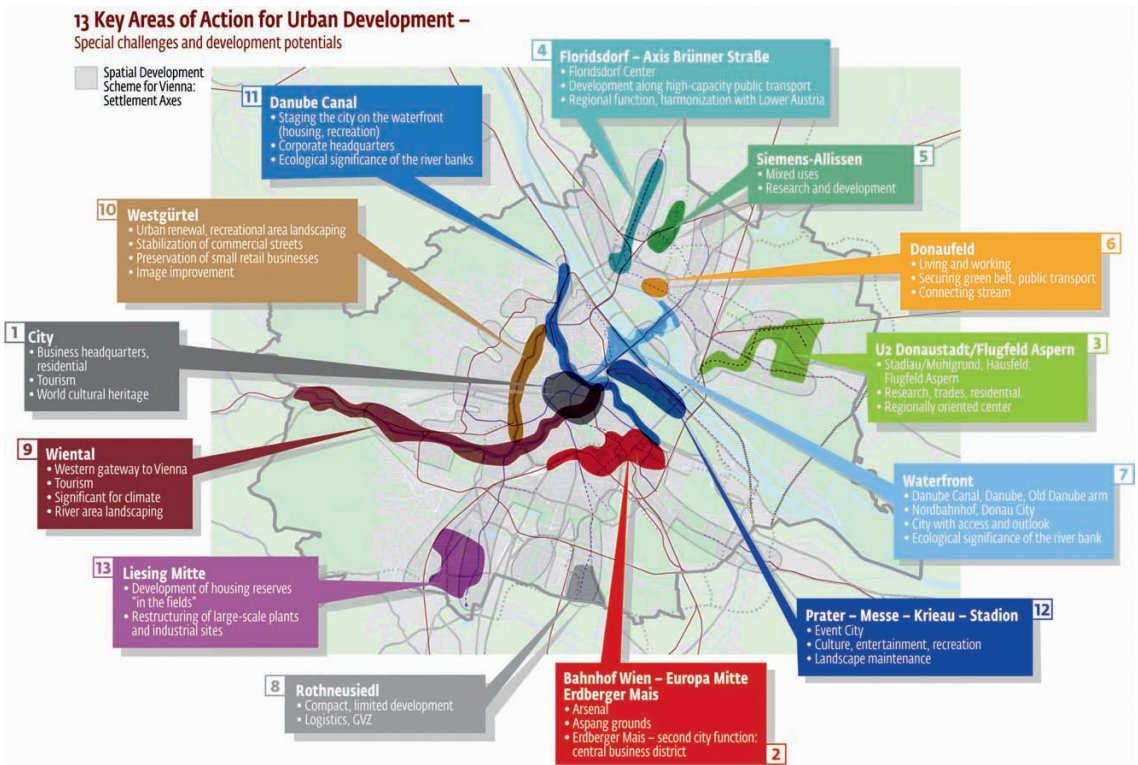 13 Key Areas of Action for Urban Development –
Special challenges and development potentials
Spatial Development
Scheme for Vienna:
Settlement Axes
11
Danube Canal
• Staging the city on the waterfront
(housing, recreation)
• Corporate headquarters
• Ecological significance of the river banks
4
Floridsdorf – Axis Brünner Straße
• Floridsdorf Center
• Development along high-capacity public transport
• Regional function, harmonization with Lower Austria
Siemens-Allissen
5
• Mixed uses
• Research and development
10
Westgürtel
• Urban renewal, recreational area landscaping
• Stabilization of commercial streets
• Preservation of small retail businesses
• Image improvement
Donaufeld
6
• Living and working
• Securing green belt, public transport
• Connecting stream
1
City
• Business headquarters,
residential
• Tourism
• World cultural heritage
U2 Donaustadt/Flugfeld Aspern
3
• Stadlau/Mühlgrund, Hausfeld,
Flugfeld Aspern
• Research, trades, residential
• Regionally oriented center
9
Wiental
• Western gateway to Vienna
• Tourism
• Significant for climate
• River area landscaping
Waterfront
7
• Danube Canal, Danube, Old Danube arm
• Nordbahnhof, Donau City
• City with access and outlook
• Ecological significance of the river bank
13
Liesing Mitte
• Development of housing reserves
"in the fields"
• Restructuring of large-scale plants
and industrial sites
Prater – Messe – Krieau – Stadion
12
• Event City
• Culture, entertainment, recreation
• Landscape maintenance
8
Rothneusiedl
• Compact, limited development
• Logistics, GVZ
Bahnhof Wien – Europa Mitte
Erdberger Mais
• Arsenal
• Aspang grounds
• Erdberger Mais – second city function:
central business district
2